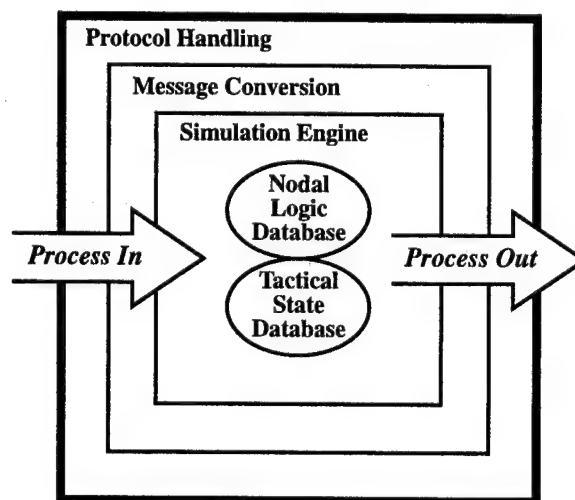 Protocol Handling
Message Conversion
Simulation Engine
Nodal
Logic
Database
Process In
Process Out
Tactical
State
Database